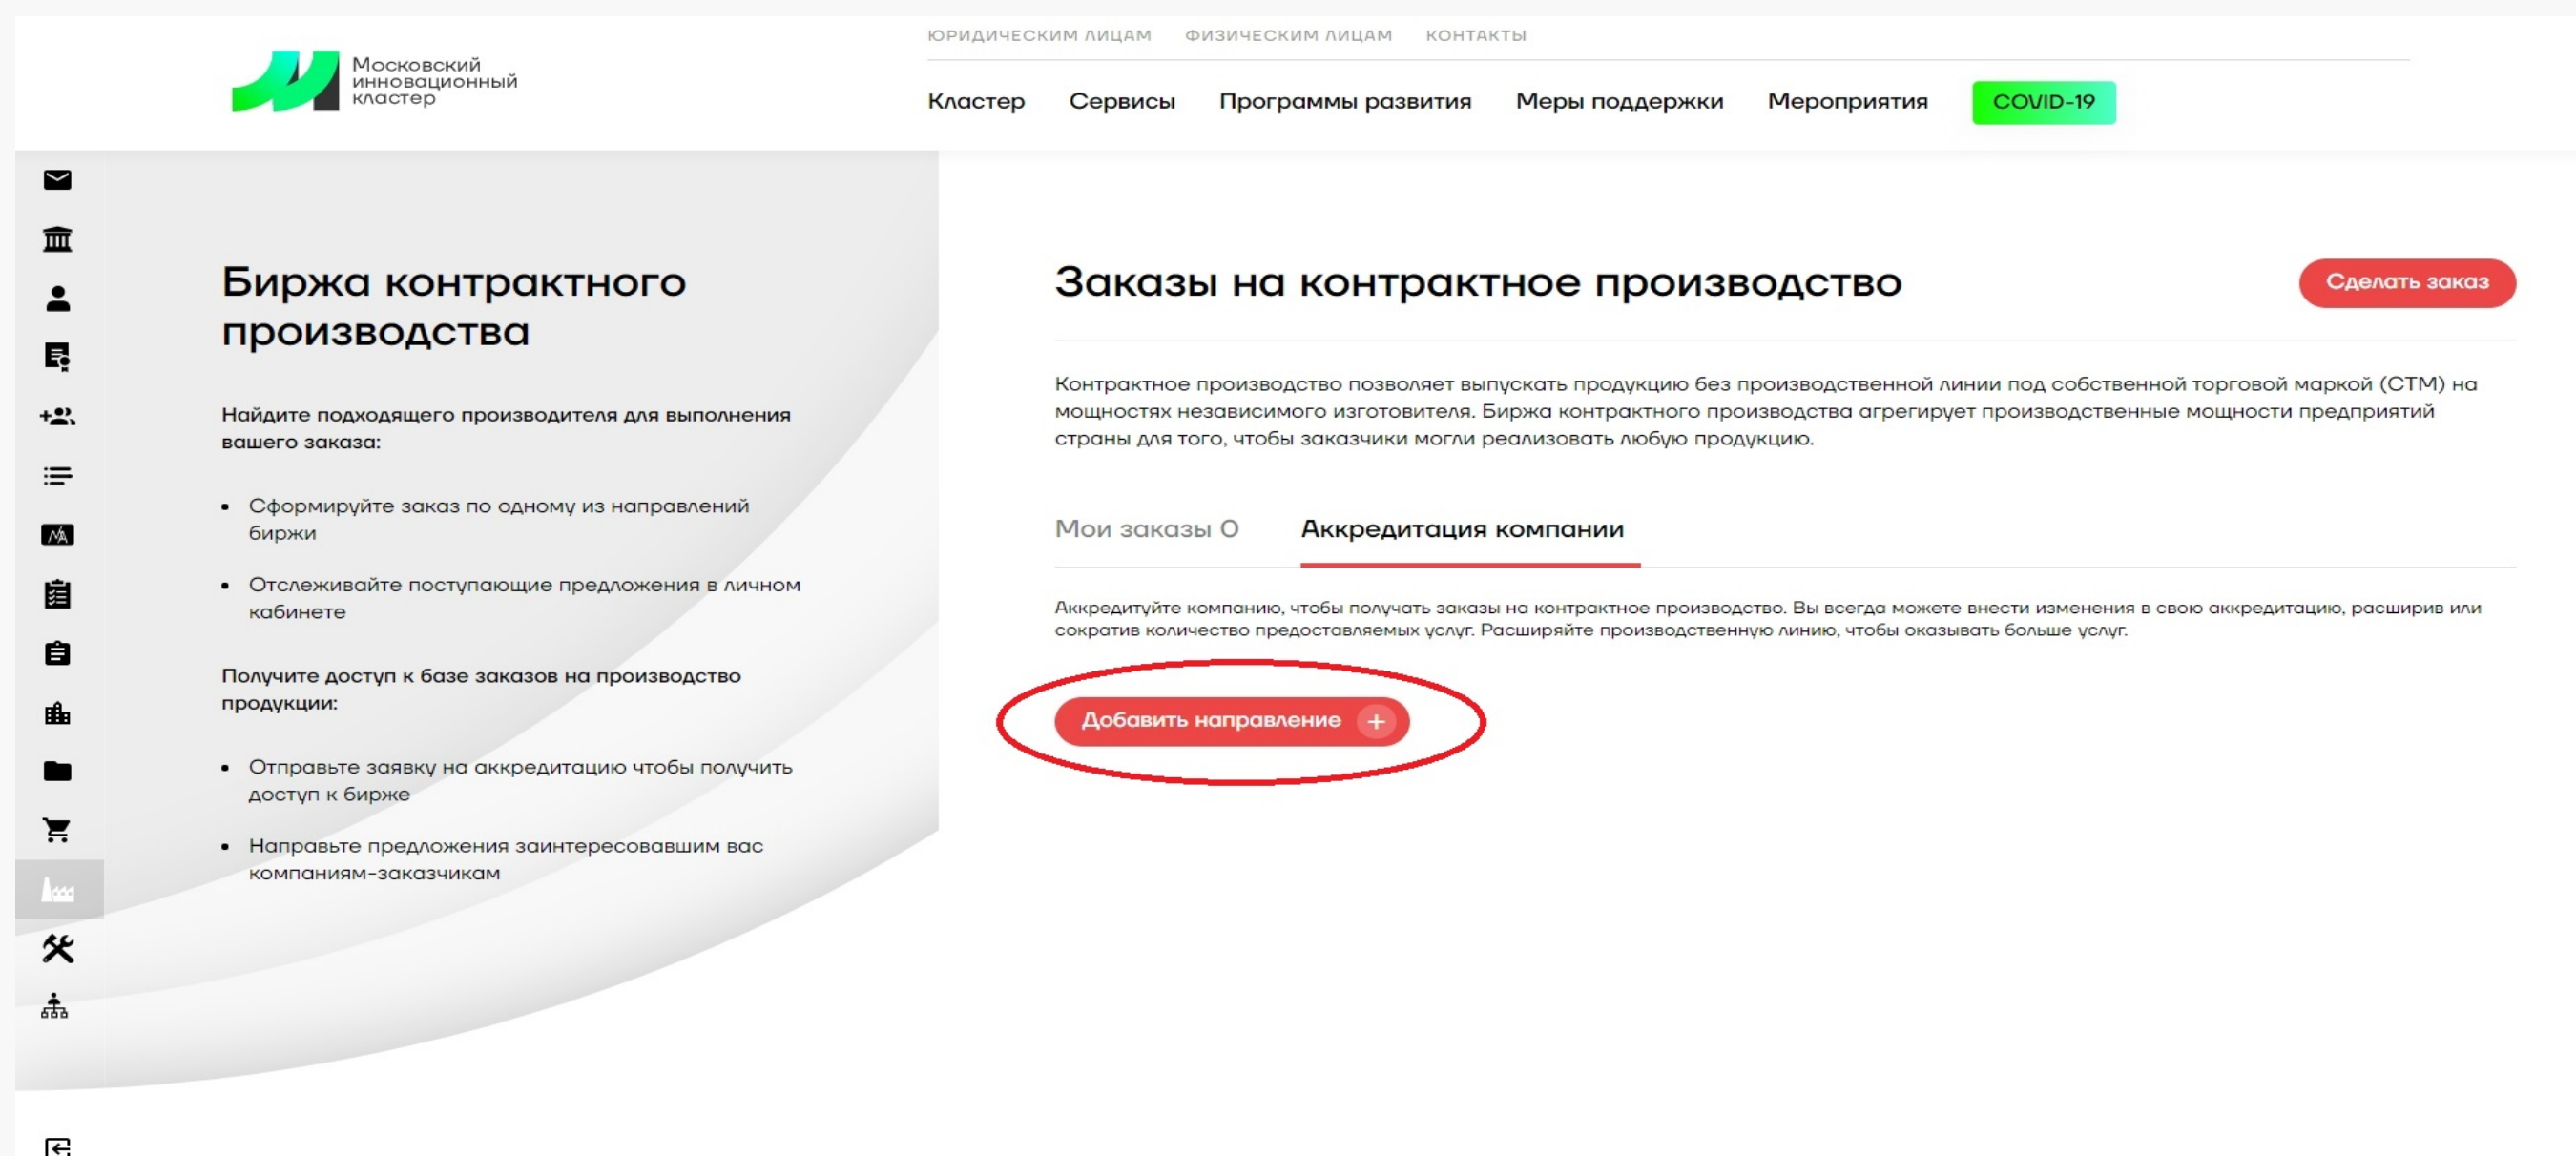 ЮРИДИЧЕСКИМ ЛИЦАМ ФИЗИЧЕСКИМ ЛИЦАМ КОНТАКТЫ
Московский
инновационный
кластер
Кластер Сервисы Программы развития Меры поддержки Мероприятия COVID-19
Биржа контрактного
производства
Найдите подходящего производителя для выполнения
вашего заказа:
• Сформируйте заказ по одному из направлений
биржи
• Отслеживайте поступающие предложения в личном
кабинете
Получите доступ к базе заказов на производство
продукции:
• Отправьте заявку на аккредитацию чтобы получить
доступ к бирже
• Направьте предложения заинтересовавшим вас
компаниям-заказчикам
Заказы на контрактное производство
Сделать заказ
Контрактное производство позволяет выпускать продукцию без производственной линии под собственной торговой маркой (СТМ) на
мощностях независимого изготовителя. Биржа контрактного производства агрегирует производственные мощности предприятий
страны для того, чтобы заказчики могли реализовать любую продукцию.
Мои заказы 0 Аккредитация компании
Аккредитуйте компанию, чтобы получать заказы на контрактное производство. Вы всегда можете внести изменения в свою аккредитацию, расширив или
сократив количество предоставляемых услуг. Расширяйте производственную линию, чтобы оказывать больше услуг.
Добавить направление +